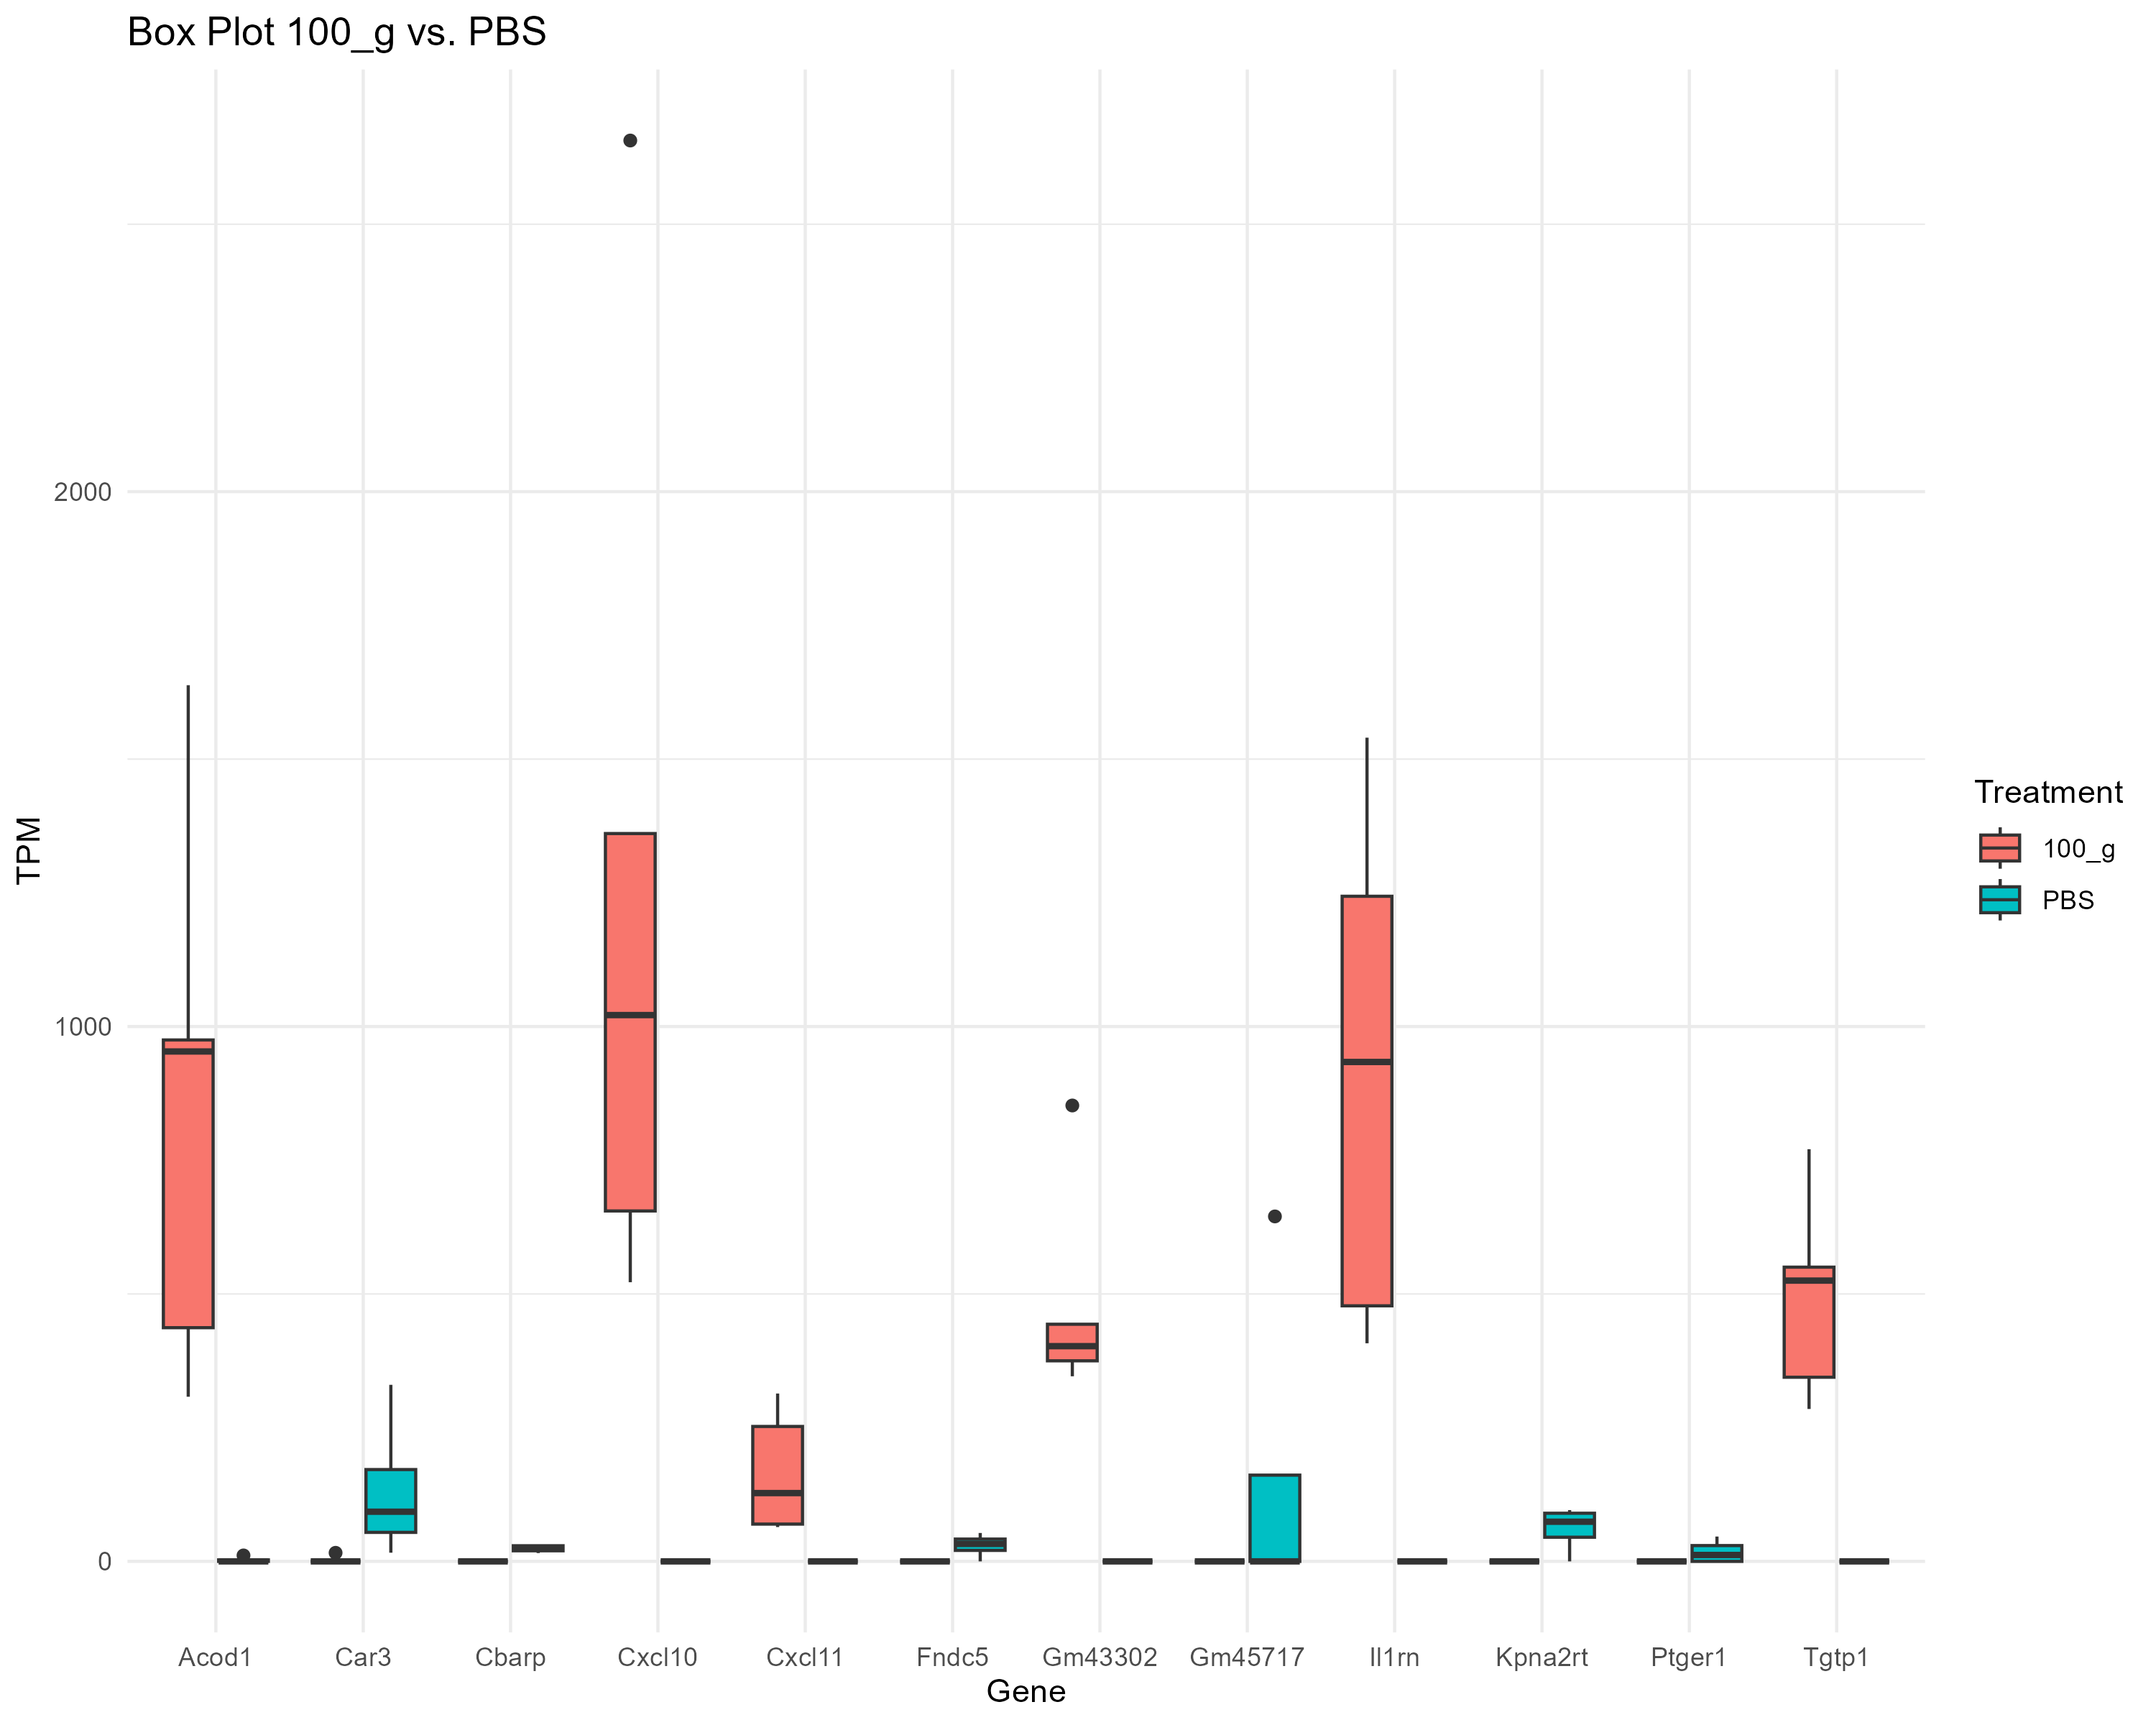 Box Plot 100_g vs. PBS
TPM
2000
1000
0
Acod1 Car3 Cbarp Cxcl10 Cxcl11 Fndc5 Gm43302 Gm45717 Il1rn Kpna2rt Ptger1 Tgtp1
Gene
Treatment
100_g
PBS